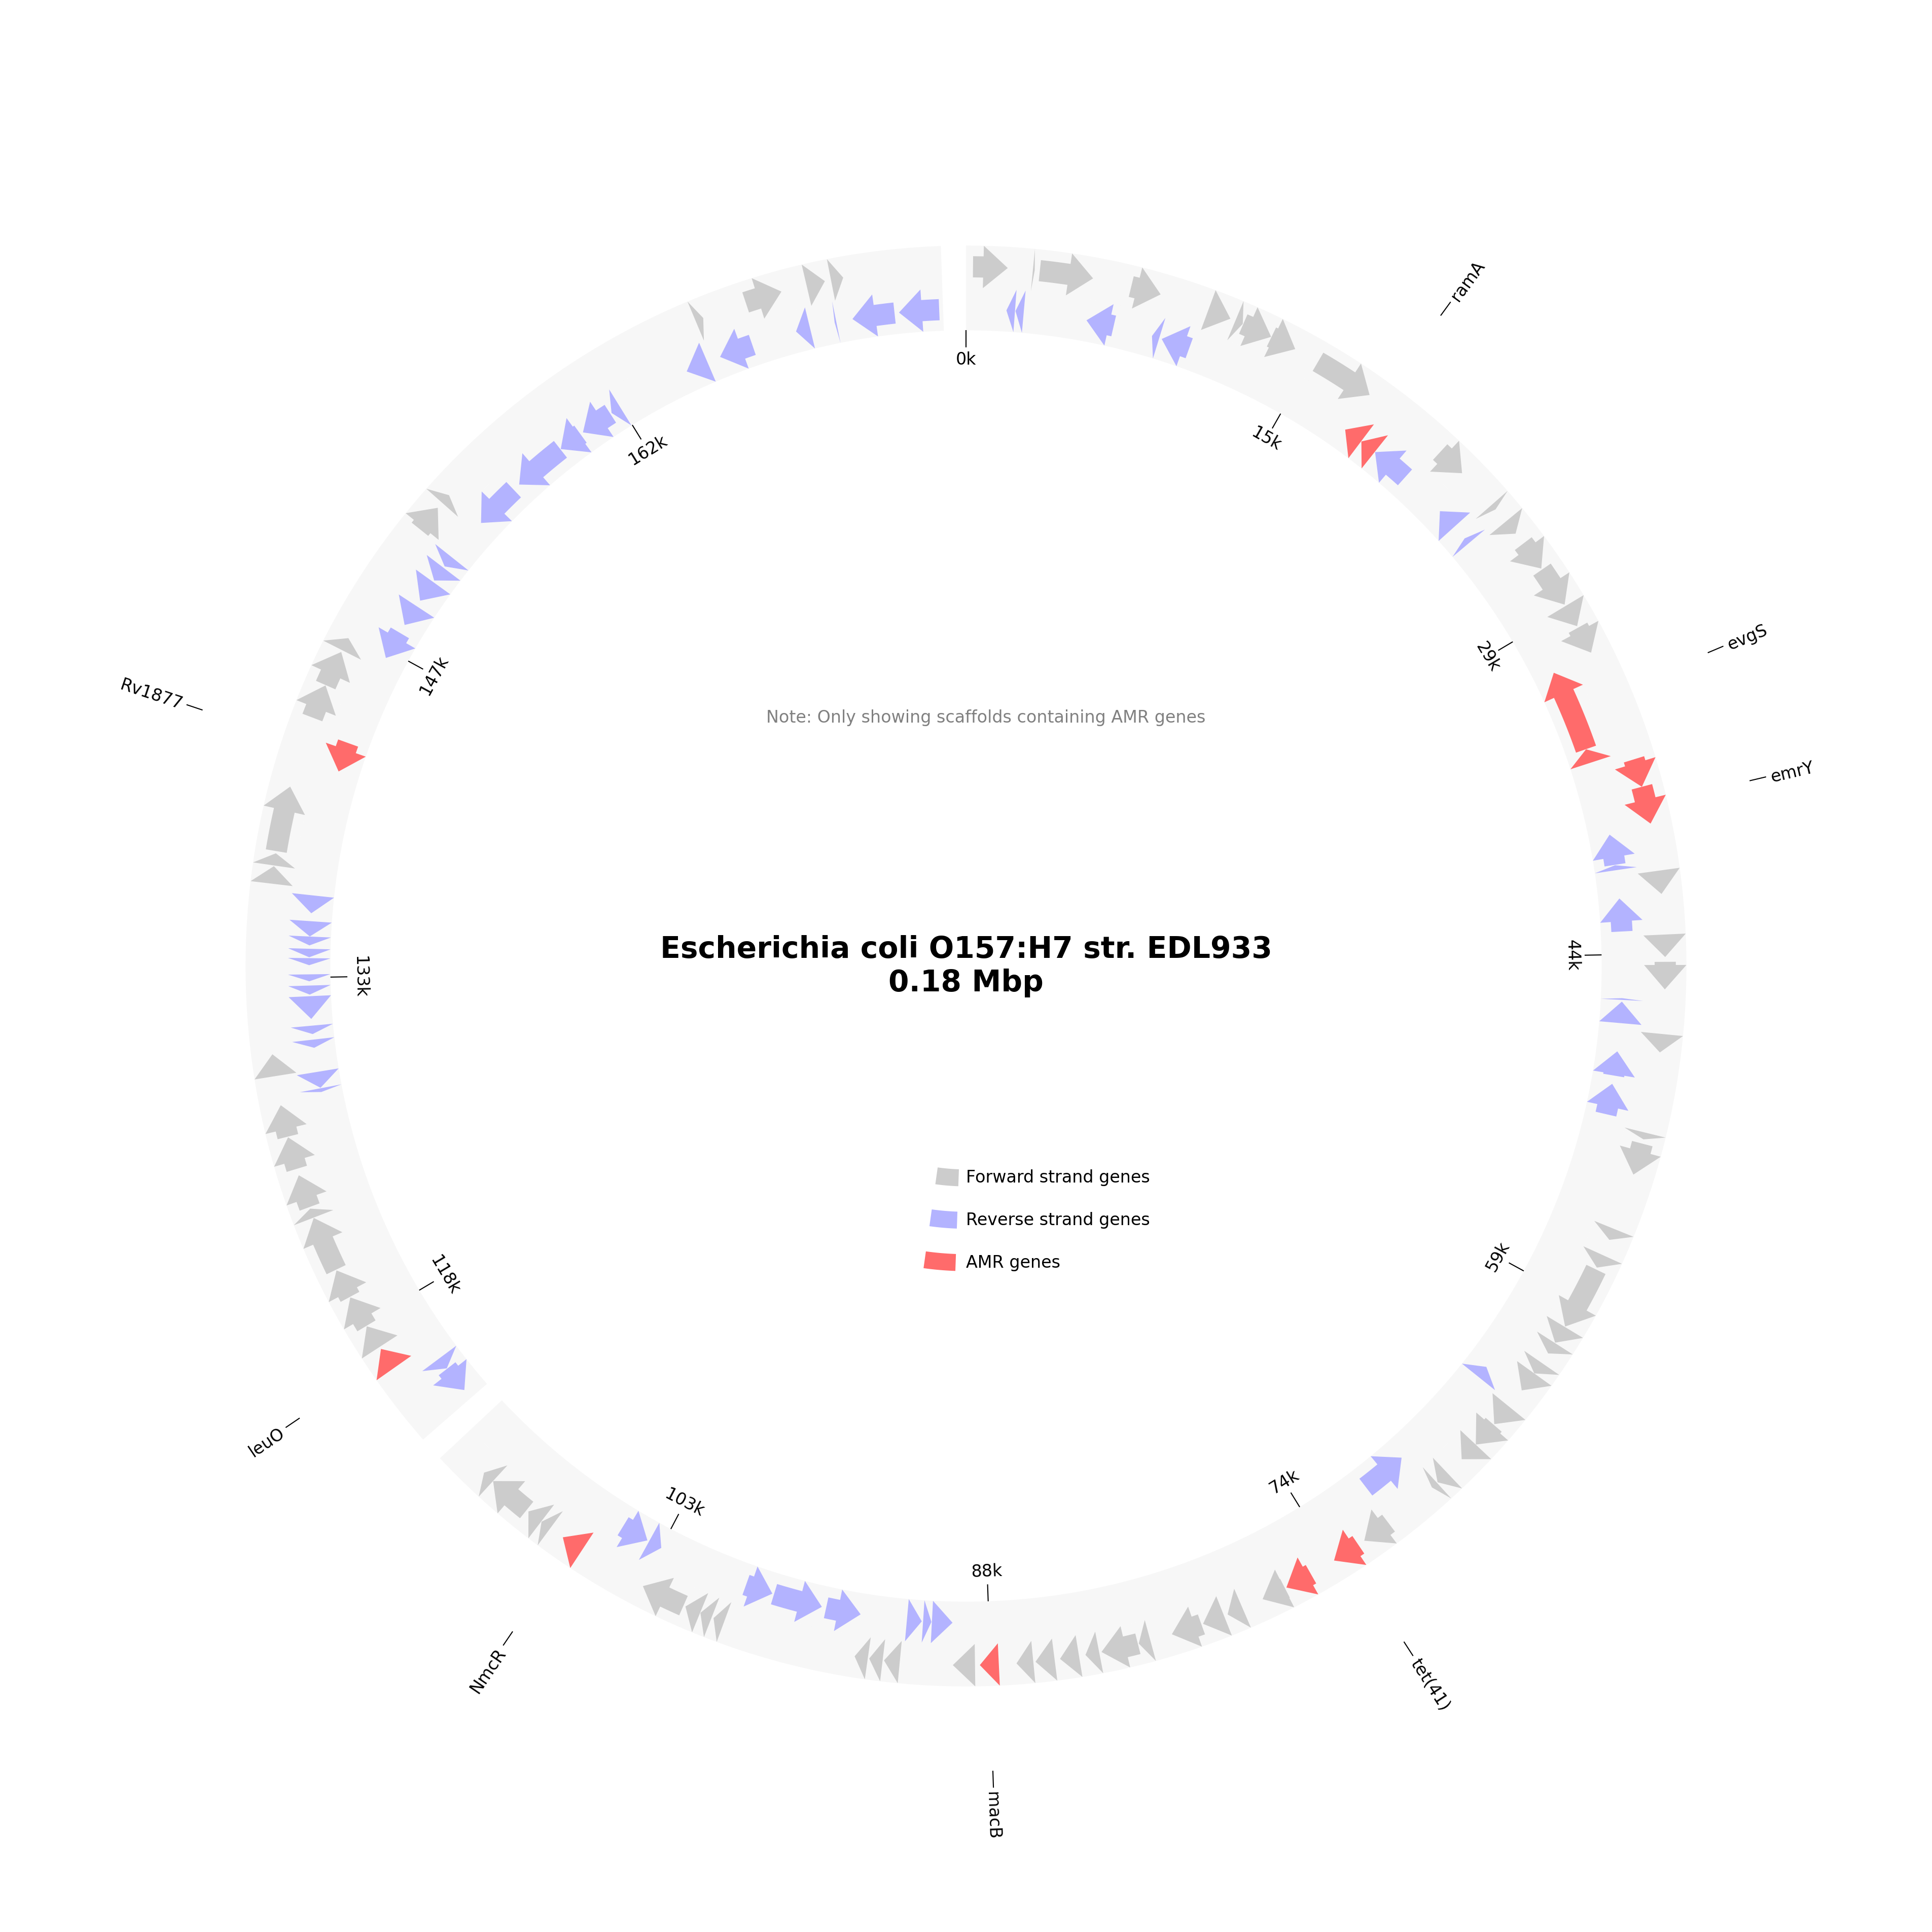 ramA
0k
15k
162k
evgS
29k
147k
Rv1877
Note: Only showing scaffolds containing AMR genes
emrY
Escherichia coli O157:H7 str. EDL933
0.18 Mbp
44k
133k
Forward strand genes
Reverse strand genes
AMR genes
59k
118k
leuO
74k
103k
88k
NmcR
tet(41)
macB